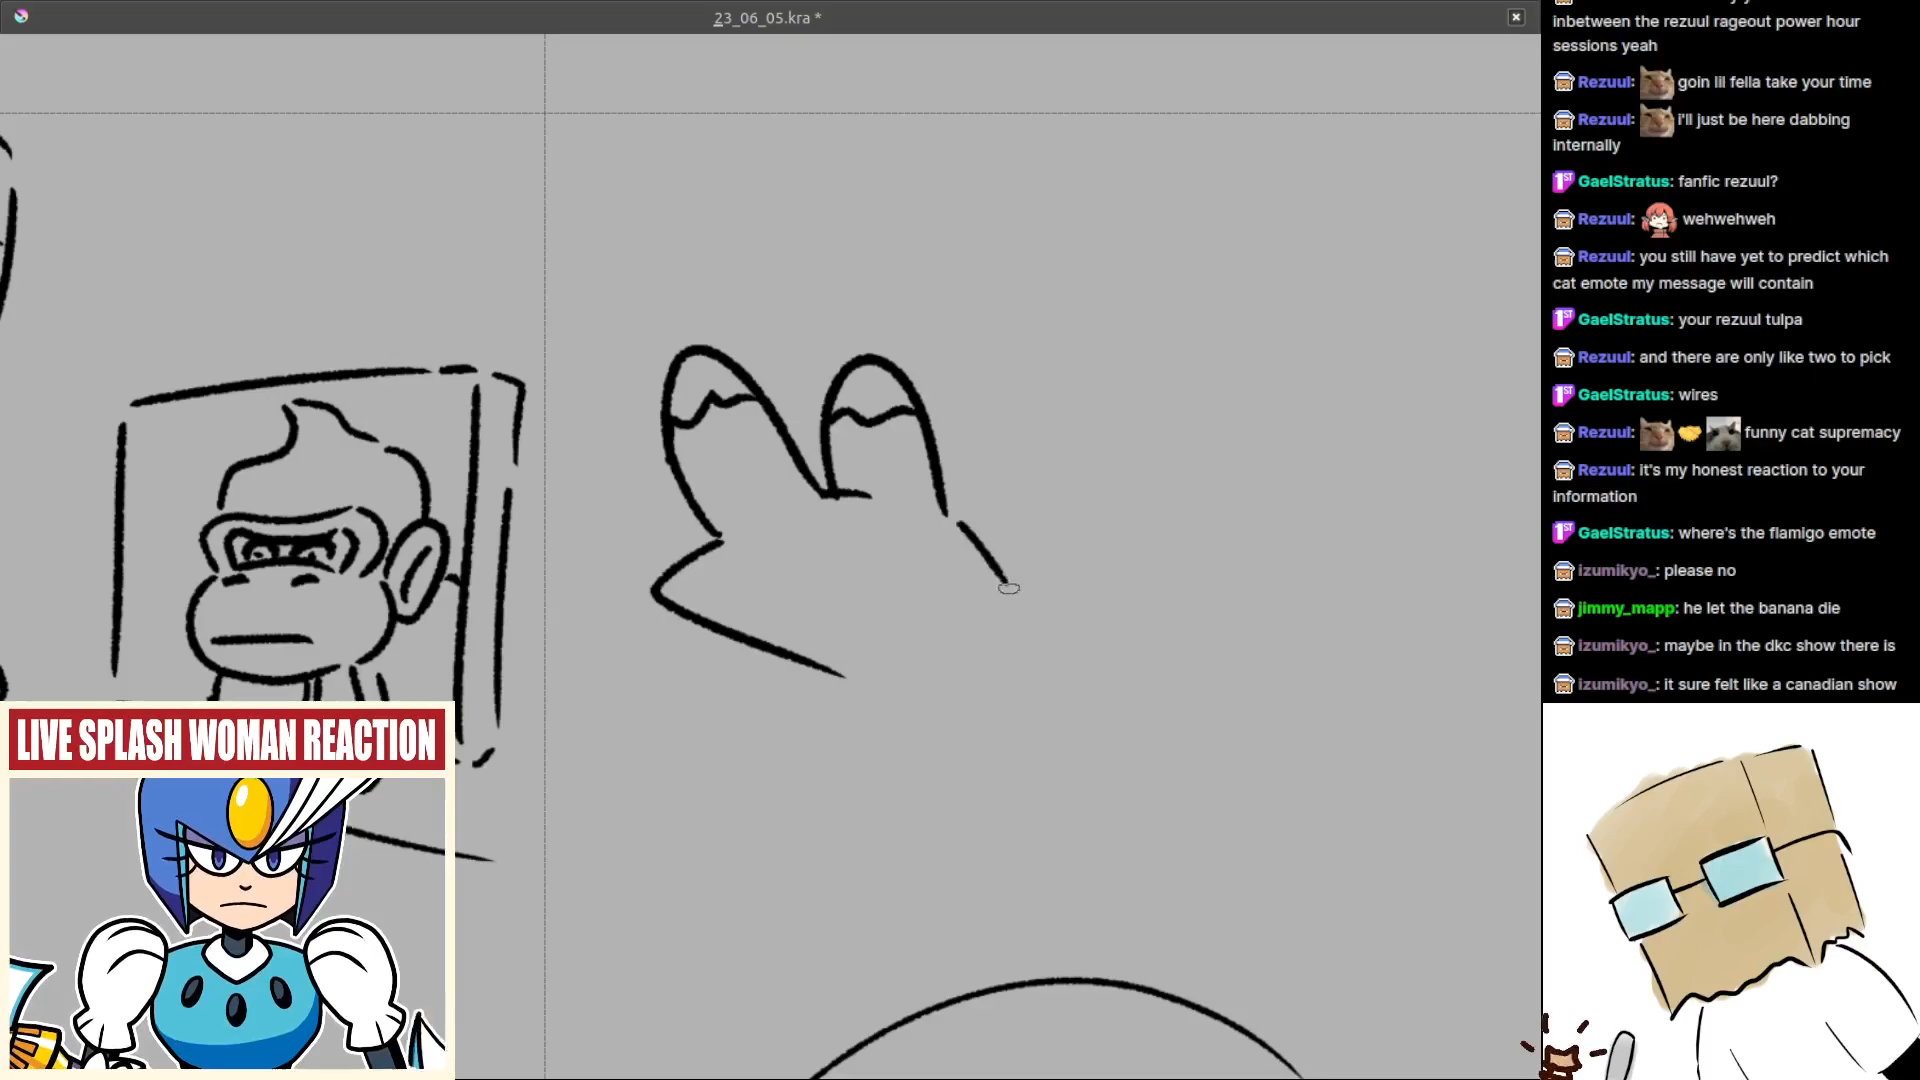 23_06_05.kra *
inbetween the rezuul rageout power hour
sessions yeah
Rezuul: goin lil fella take your time
Rezuul: i'll just be here dabbing
internally
1ST GaelStratus: fanfic rezuul?
Rezuul: wehwehweh
Rezuul: you still have yet to predict which
cat emote my message will contain
1ST GaelStratus: your rezuul tulpa
Rezuul: and there are only like two to pick
1ST GaelStratus: wires
Rezuul: funny cat supremacy
Rezuul: it's my honest reaction to your
information
1ST GaelStratus: where's the flamigo emote
izumikyo_: please no
jimmy_mapp: he let the banana die
izumikyo_: maybe in the dkc show there is
izumikyo_: it sure felt like a canadian show
LIVE SPLASH WOMAN REACTION